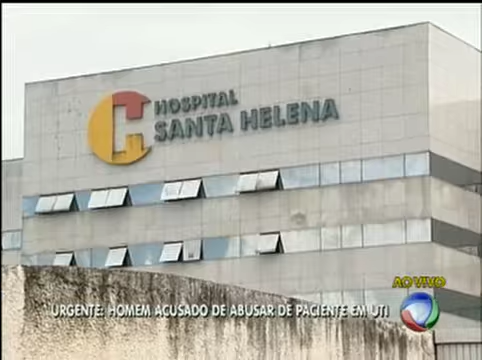 HOSPITAL
SANTA HELENA
AO VIVO
URGENTE: HOMEM ACUSADO DE ABUSAR DE PACIENTE EM UTI